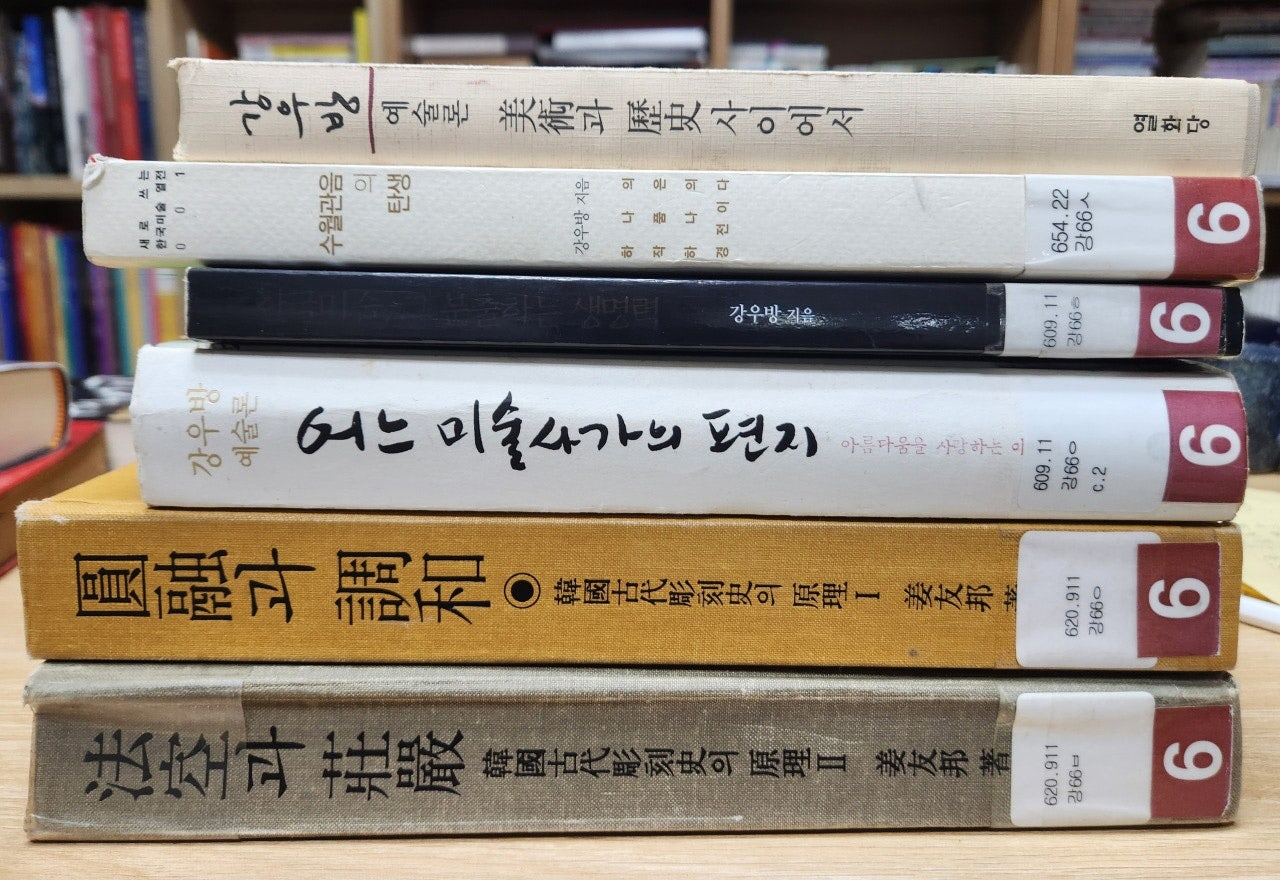 강우방 예술론 美術과 歷史 사이에서 열화당
새로 쓰는
한국미술 열전
001
수월관음의 탄생
강우방 지음
하나의
작품은
하나의
경전이다
654.22
강66ㅅ
6
생명력
강우방 지음
609.11
강66ㅎ
6
강우방
예술론
어느 미술사가의 편지
아름다움을 사랑하는 이
609.11
강66ㅇ
c.2
6
圓融과 調和 韓國古代彫刻史의 原理 I 姜友邦 著
620.911
강66ㅇ
6
法空과 莊嚴 韓國古代彫刻史의 原理 II 姜友邦 著
620.911
강66ㅂ
6